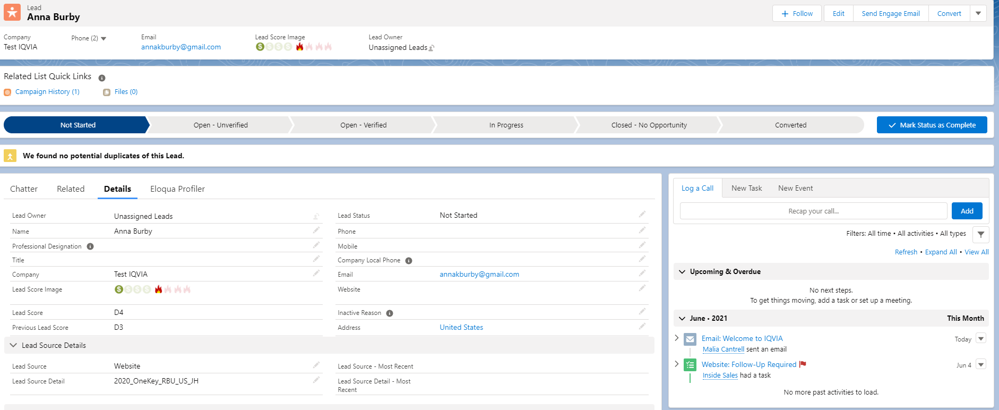 Lead
Anna Burby
Follow
Edit
Send Engage Email
Convert
Company
Phone (2)
Email
Lead Score Image
Lead Owner
Test IQVIA
annakburby@gmail.com
Unassigned Leads
Related List Quick Links
Campaign History (1)
Files (0)
Not Started
Open - Unverified
Open - Verified
In Progress
Closed - No Opportunity
Converted
Mark Status as Complete
We found no potential duplicates of this Lead.
Chatter
Related
Details
Eloqua Profiler
Lead Owner
Unassigned Leads
Lead Status
Not Started
Name
Anna Burby
Phone
Professional Designation
Mobile
Title
Company Local Phone
Company
Test IQVIA
Email
annakburby@gmail.com
Lead Score Image
Website
Lead Score
D4
Inactive Reason
Previous Lead Score
D3
Address
United States
Lead Source Details
Lead Source
Website
Lead Source - Most Recent
Lead Source Detail
2020_OneKey_RBU_US_JH
Lead Source Detail - Most
Recent
Log a Call
New Task
New Event
Recap your call...
Add
Filters: All time • All activities • All types
Refresh • Expand All • View All
Upcoming & Overdue
No next steps.
To get things moving, add a task or set up a meeting.
June • 2021
This Month
Email: Welcome to IQVIA
Today
Malia Cantrell sent an email
Website: Follow-Up Required
Jun 4
Inside Sales had a task
No more past activities to load.